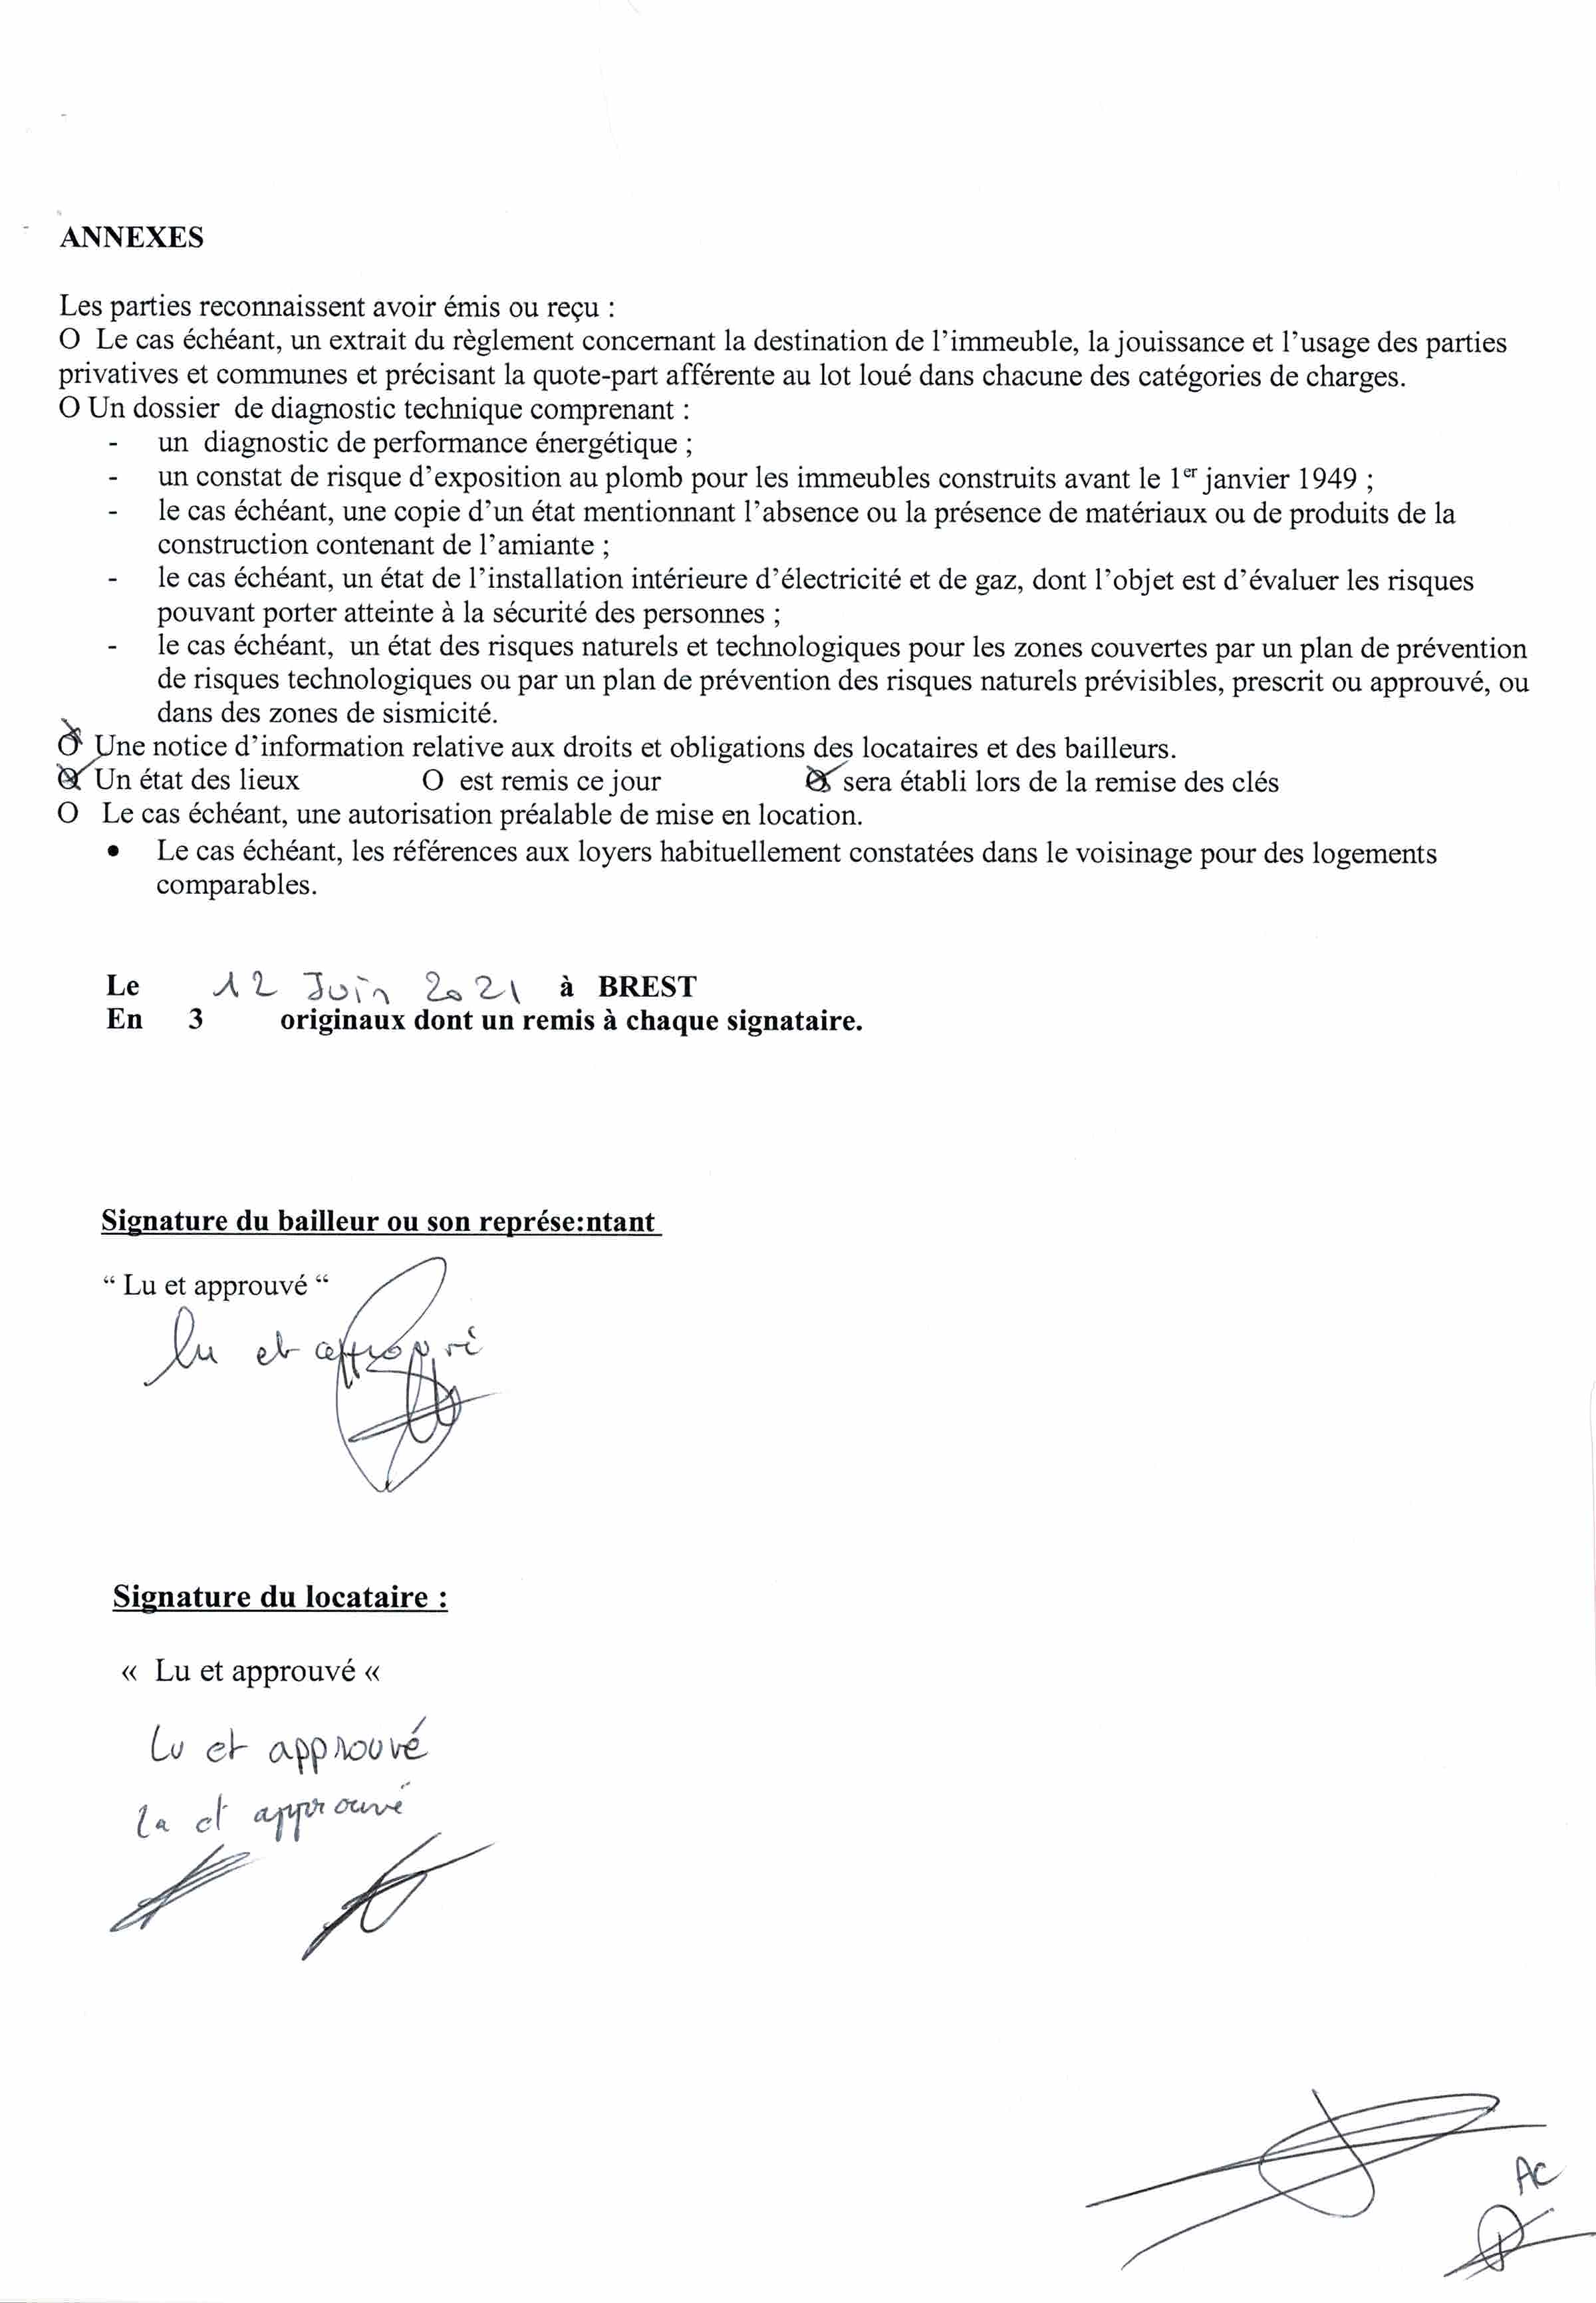 ANNEXES
Les parties reconnaissent avoir émis ou reçu :
O Le cas échéant, un extrait du règlement concernant la destination de l'immeuble, la jouissance et l'usage des parties
privatives et communes et précisant la quote-part afférente au lot loué dans chacune des catégories de charges.
O Un dossier de diagnostic technique comprenant :
- un diagnostic de performance énergétique ;
- un constat de risque d'exposition au plomb pour les immeubles construits avant le 1er janvier 1949 ;
- le cas échéant, une copie d'un état mentionnant l'absence ou la présence de matériaux ou de produits de la
construction contenant de l'amiante ;
- le cas échéant, un état de l'installation intérieure d'électricité et de gaz, dont l'objet est d'évaluer les risques
pouvant porter atteinte à la sécurité des personnes ;
- le cas échéant, un état des risques naturels et technologiques pour les zones couvertes par un plan de prévention
de risques technologiques ou par un plan de prévention des risques naturels prévisibles, prescrit ou approuvé, ou
dans des zones de sismicité.
O Une notice d'information relative aux droits et obligations des locataires et des bailleurs.
O Un état des lieux O est remis ce jour O sera établi lors de la remise des clés
O Le cas échéant, une autorisation préalable de mise en location.
• Le cas échéant, les références aux loyers habituellement constatées dans le voisinage pour des logements
comparables.
Le 12 Juin 2021 à BREST
En 3 originaux dont un remis à chaque signataire.
Signature du bailleur ou son représe:ntant
“ Lu et approuvé “
lu et approuvé
Signature du locataire :
« Lu et approuvé «
Lu et approuvé
lu et approuvé
AC